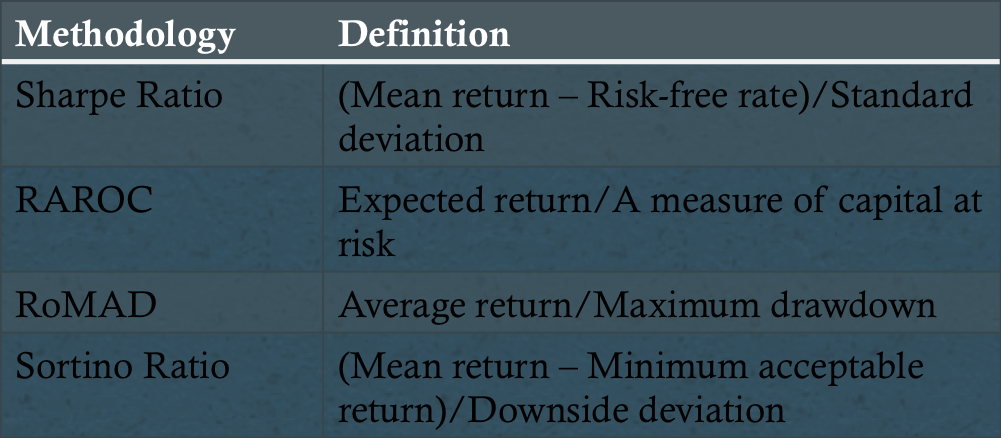 Methodology Definition
Sharpe Ratio (Mean return – Risk-free rate)/Standard
deviation
RAROC Expected return/A measure of capital at
risk
RoMAD Average return/Maximum drawdown
Sortino Ratio (Mean return – Minimum acceptable
return)/Downside deviation